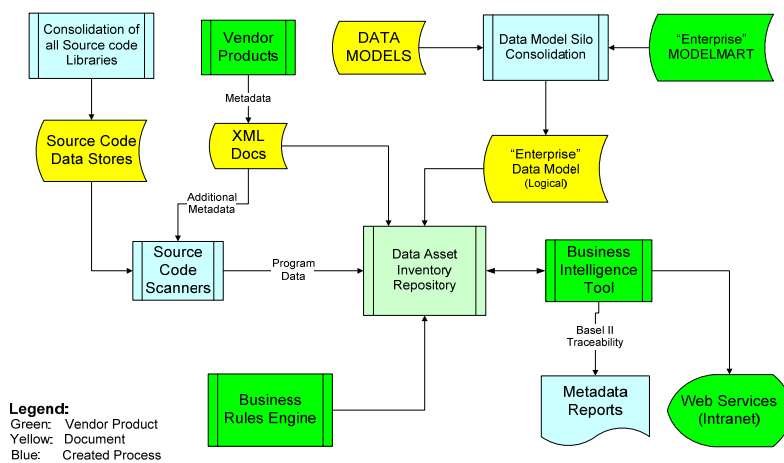 Consolidation of
all Source code
Libraries
Vendor
Products
DATA
MODELS
Data Model Silo
Consolidation
“Enterprise”
MODELMART
Metadata
Source Code
Data Stores
XML
Docs
“Enterprise”
Data Model
(Logical)
Additional
Metadata
Source
Code
Scanners
Program
Data
Data Asset
Inventory
Repository
Business
Intelligence
Tool
Basel II
Traceability
Business
Rules Engine
Metadata
Reports
Web Services
(Intranet)
Legend:
Green: Vendor Product
Yellow: Document
Blue: Created Process